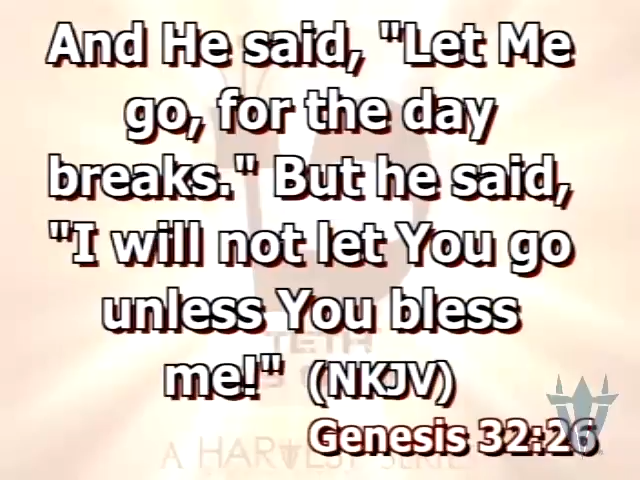 And He said, "Let Me
go, for the day
breaks." But he said,
"I will not let You go
unless You bless
me!" (NKJV)
Genesis 32:26